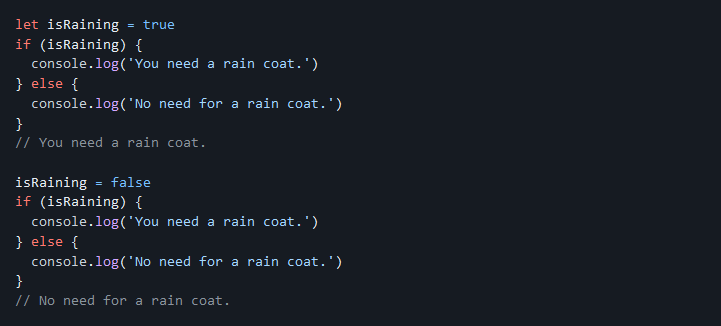 let isRaining = true
if (isRaining) {
  console.log('You need a rain coat.')
} else {
  console.log('No need for a rain coat.')
}
// You need a rain coat.

isRaining = false
if (isRaining) {
  console.log('You need a rain coat.')
} else {
  console.log('No need for a rain coat.')
}
// No need for a rain coat.